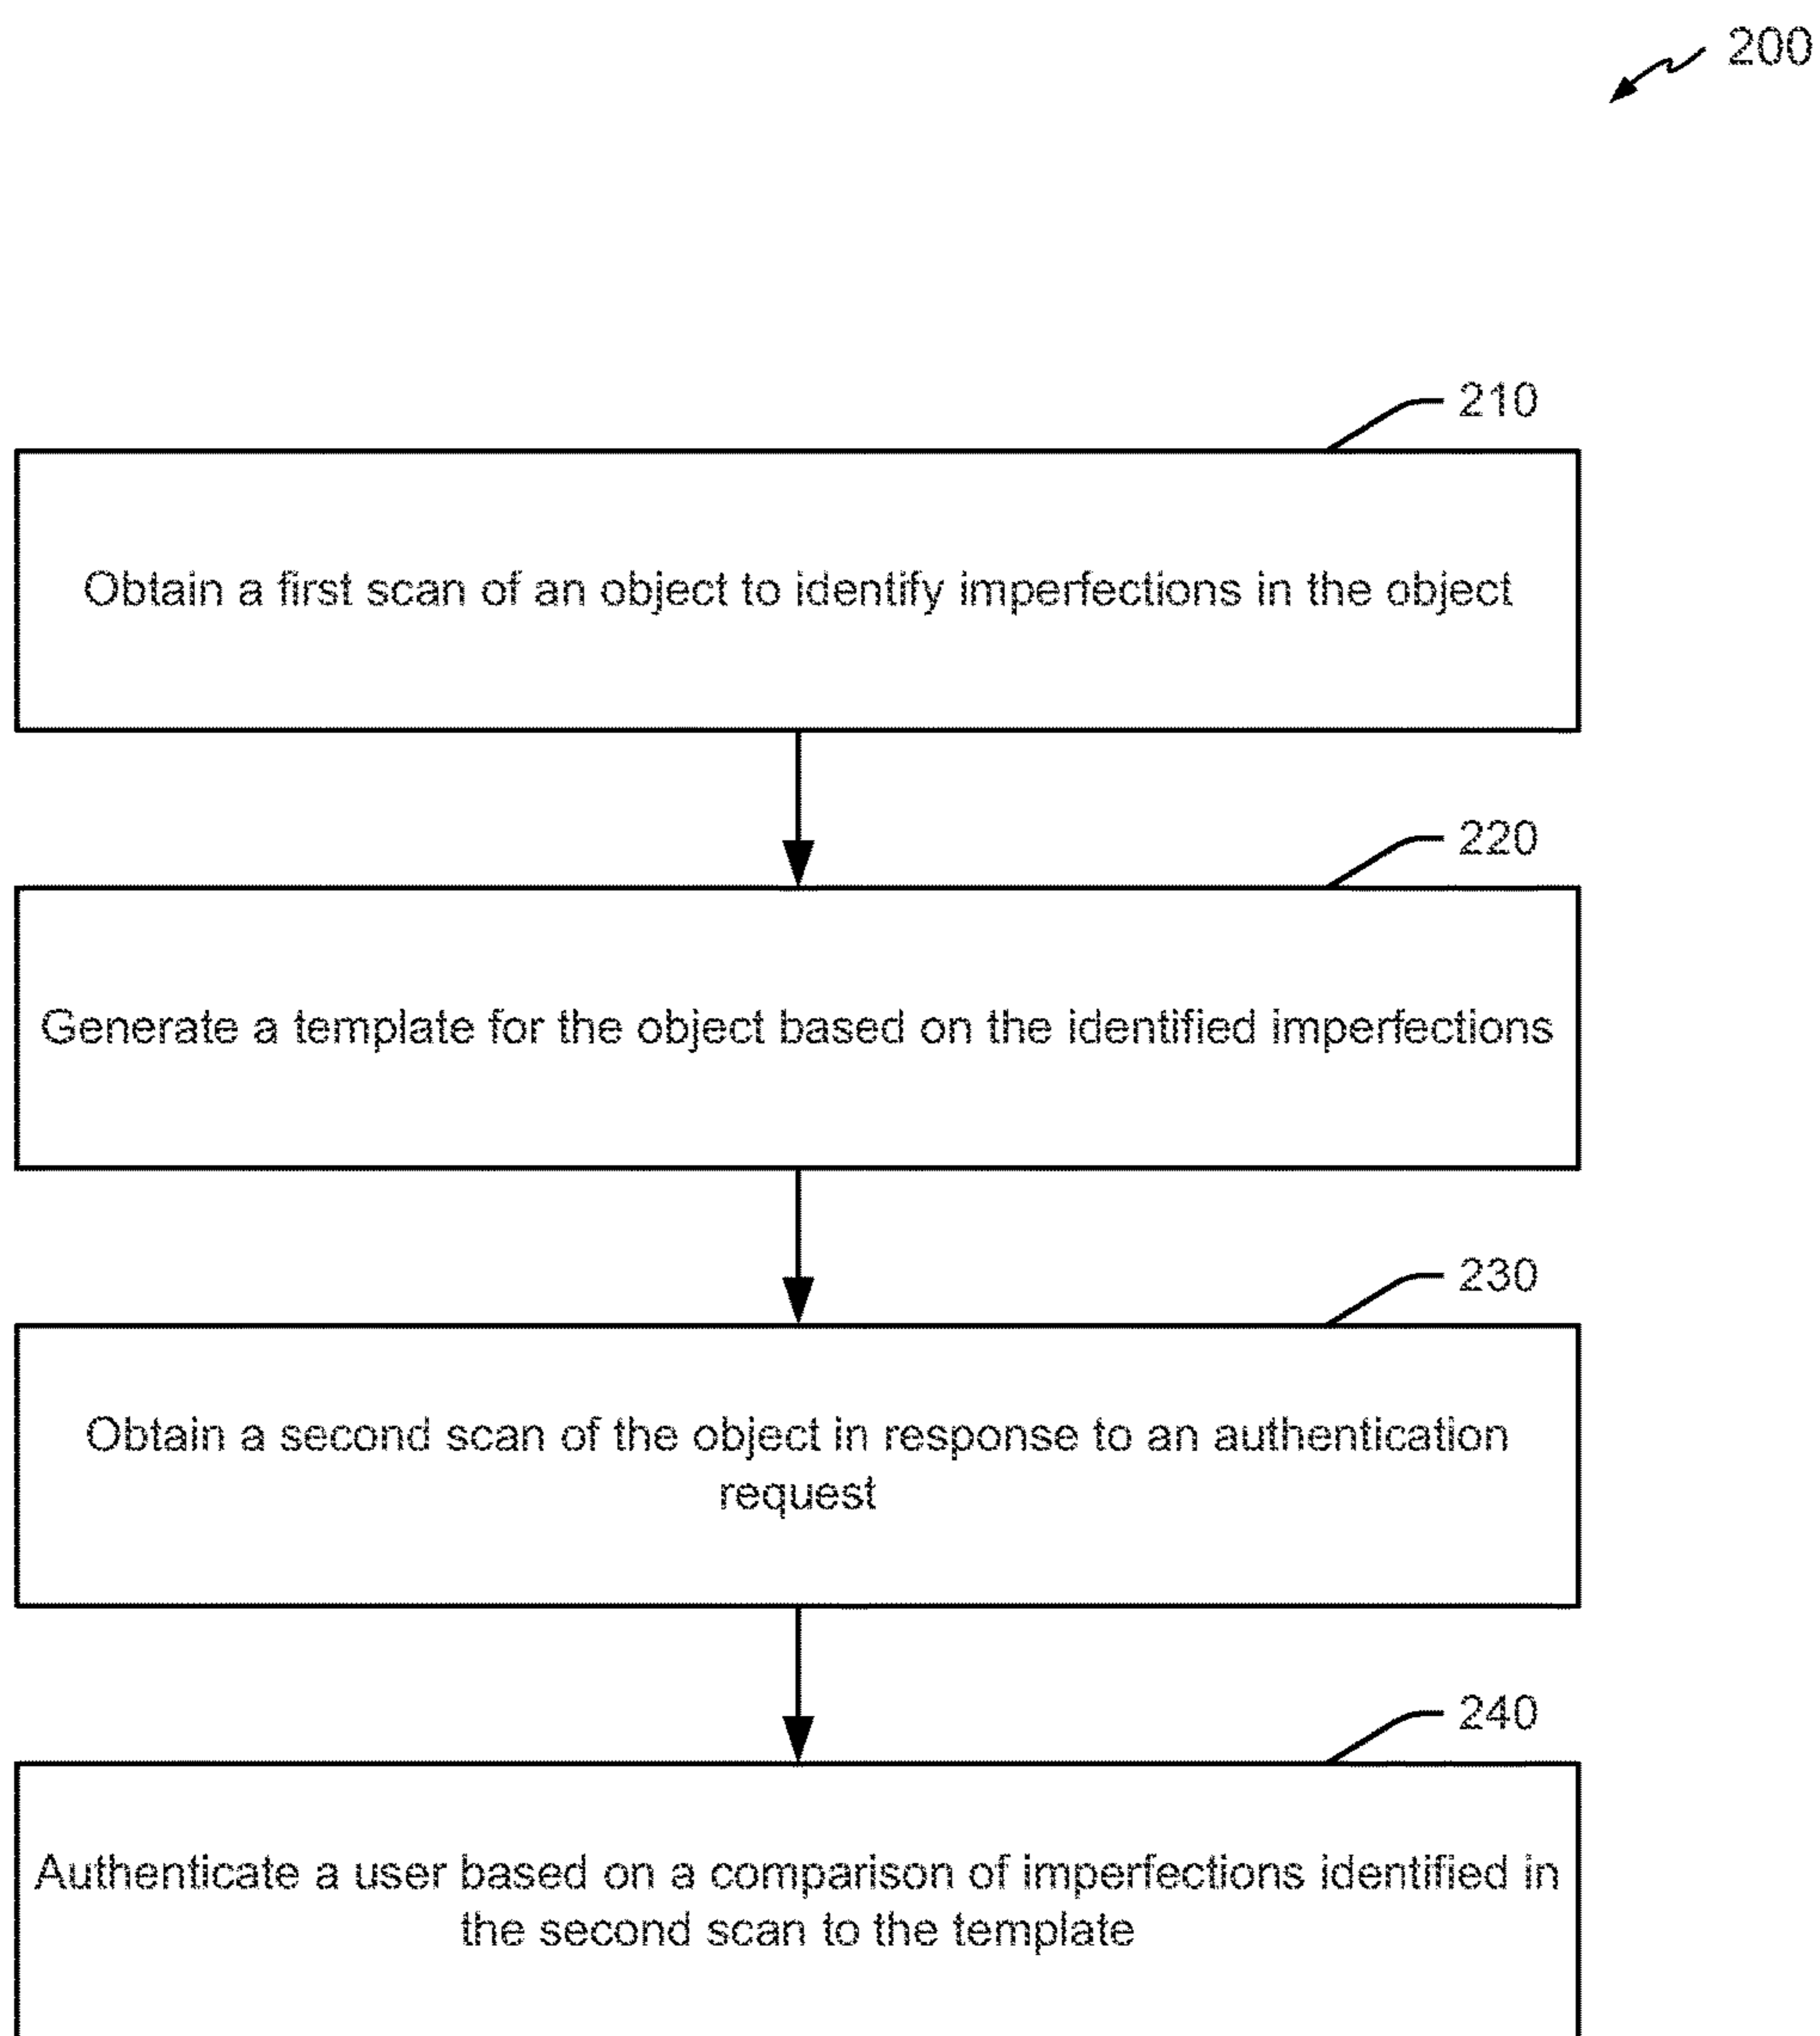 200
210
Obtain a first scan of an object to identify imperfections in the object
220
Generate a template for the object based on the identified imperfections
230
Obtain a second scan of the object in response to an authentication
request
240
Authenticate a user based on a comparison of imperfections identified in
the second scan to the template